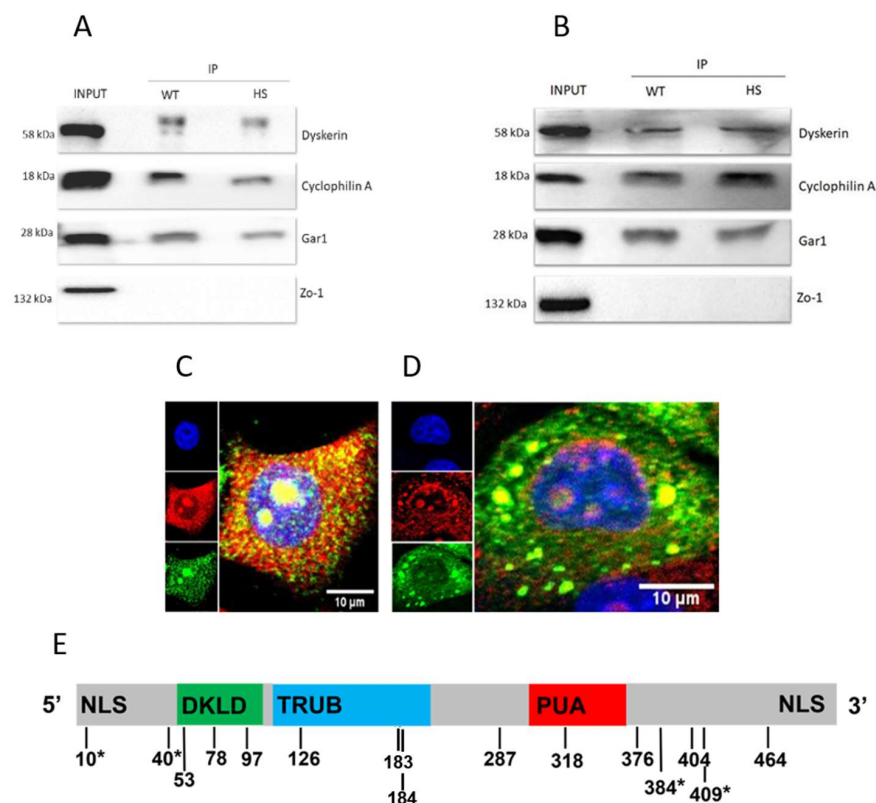 A
IP
INPUT WT HS
58 kDa Dyskerin
18 kDa Cyclophilin A
28 kDa Gar1
132 kDa Zo-1
B
IP
INPUT WT HS
58 kDa Dyskerin
18 kDa Cyclophilin A
28 kDa Gar1
132 kDa Zo-1
C
10 µm
D
10 µm
E
5’ NLS DKLD TRUB PUA NLS 3’
10* 40* 78 97 126 183 287 318 376 404 464
53 184 384* 409*